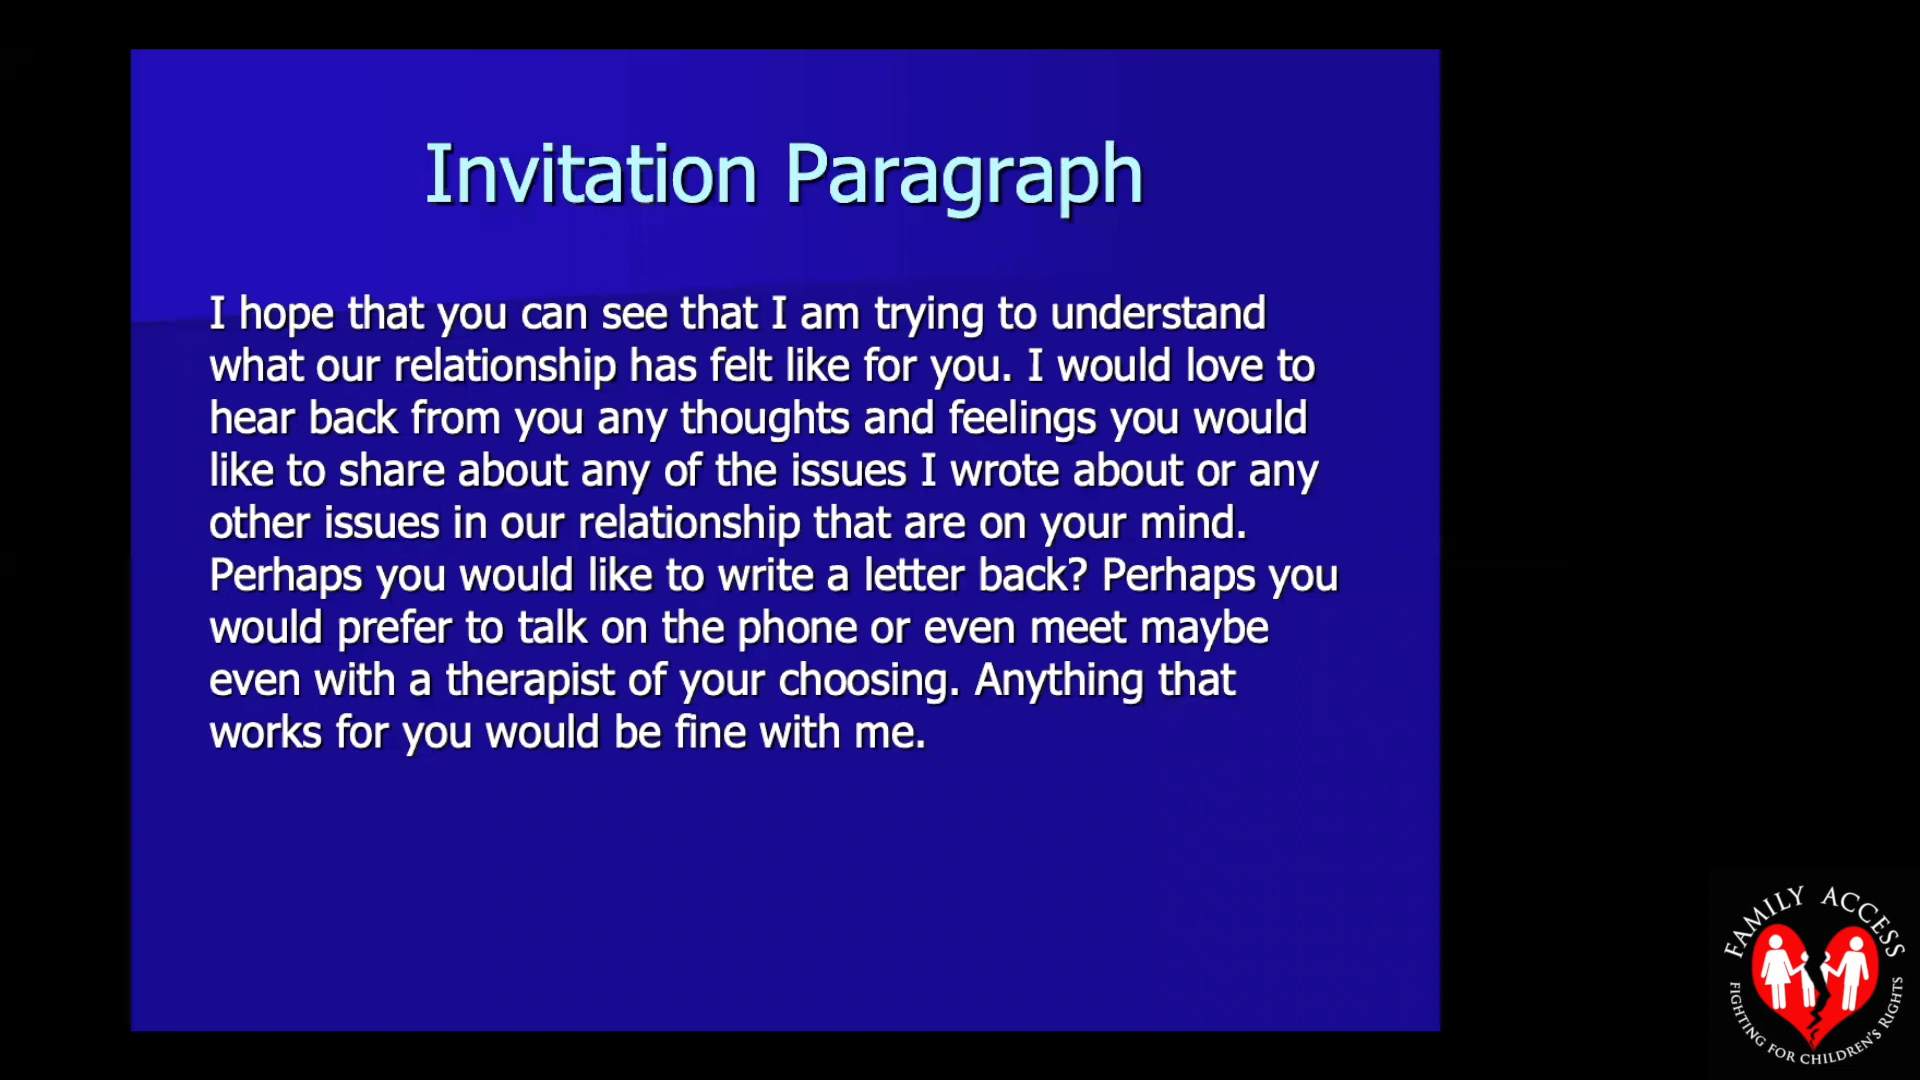 Invitation Paragraph
I hope that you can see that I am trying to understand
what our relationship has felt like for you. I would love to
hear back from you any thoughts and feelings you would
like to share about any of the issues I wrote about or any
other issues in our relationship that are on your mind.
Perhaps you would like to write a letter back? Perhaps you
would prefer to talk on the phone or even meet maybe
even with a therapist of your choosing. Anything that
works for you would be fine with me.
FAMILY ACCESS
FIGHTING FOR CHILDREN'S RIGHTS